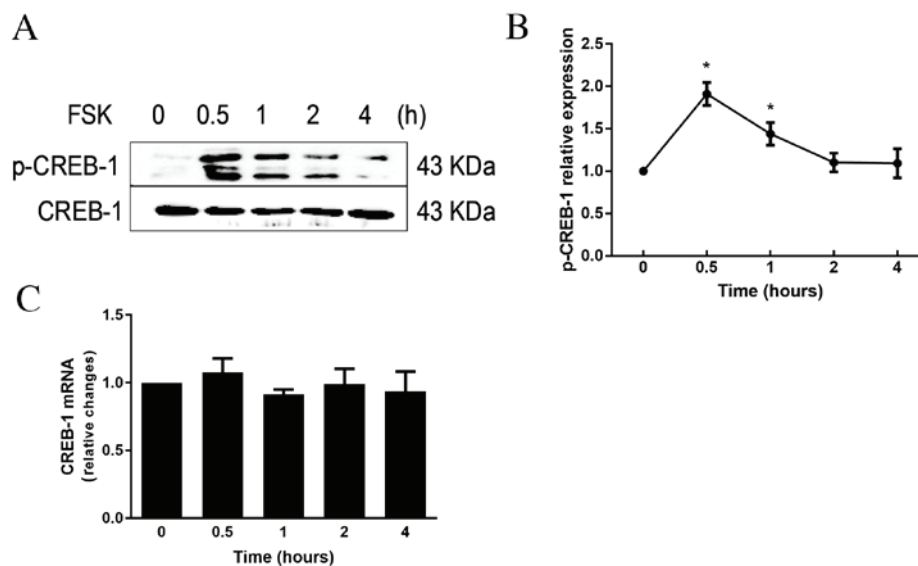 A
FSK 0 0.5 1 2 4 (h)
p-CREB-1 43 KDa
CREB-1 43 KDa
B
p-CREB-1 relative expression
2.5
2.0
1.5
1.0
0.5
0.0
* *
0 0.5 1 2 4
Time (hours)
C
CREB-1 mRNA
(relative changes)
1.5
1.0
0.5
0.0
0 0.5 1 2 4
Time (hours)